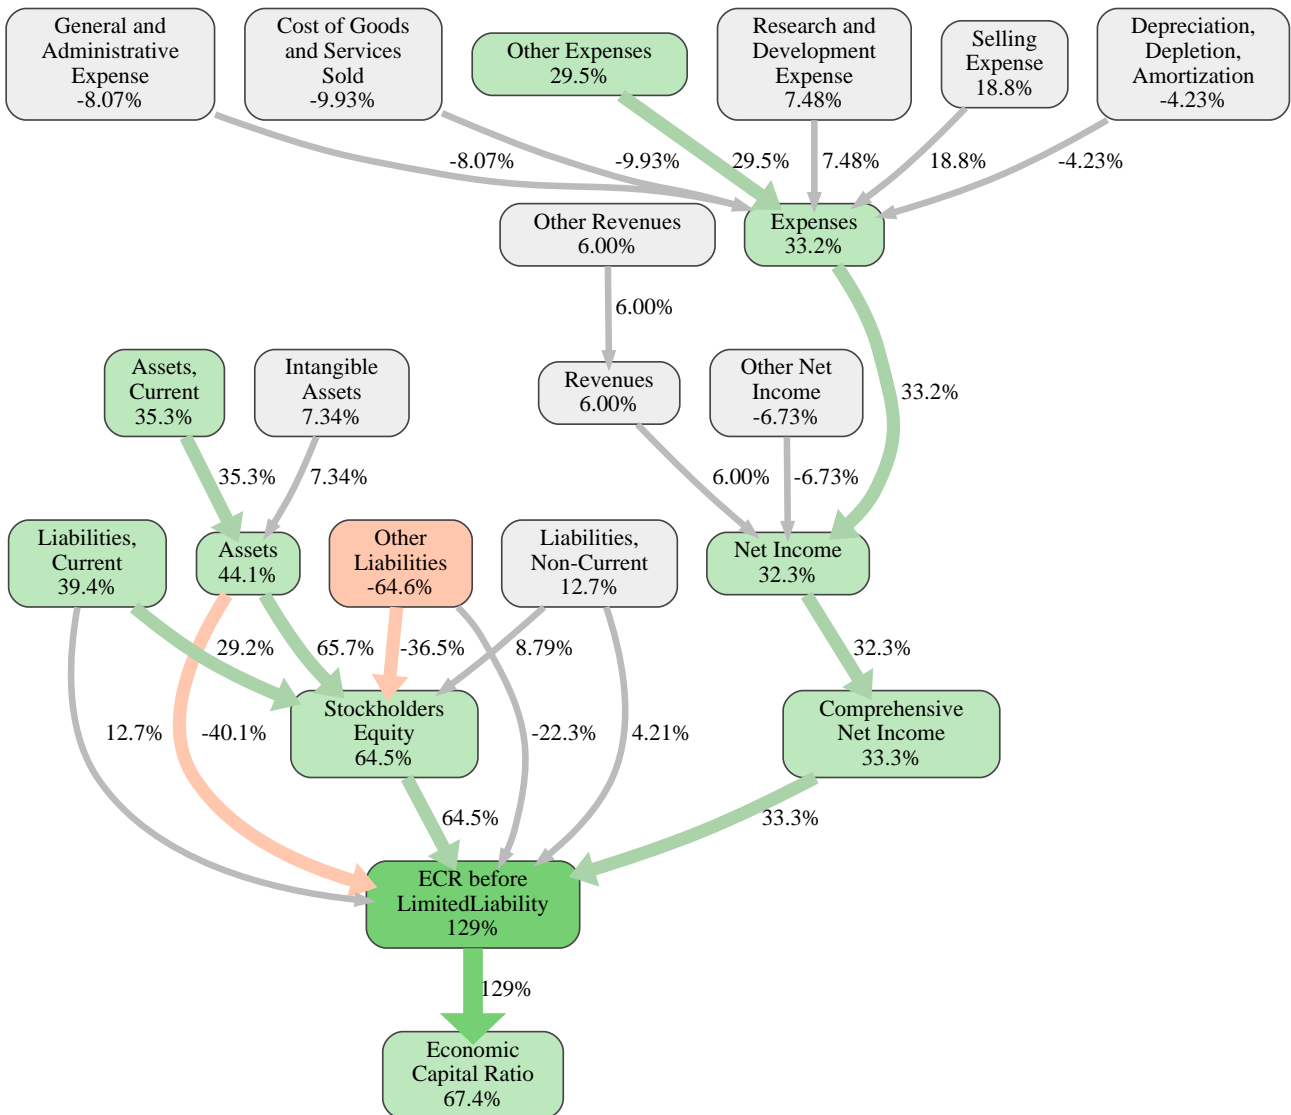 General and
Administrative
Expense
-8.07%
Cost of Goods
and Services
Sold
-9.93%
Other Expenses
29.5%
Research and
Development
Expense
7.48%
Selling
Expense
18.8%
Depreciation,
Depletion,
Amortization
-4.23%
-8.07%
-9.93%
29.5%
7.48%
18.8%
-4.23%
Other Revenues
6.00%
Expenses
33.2%
6.00%
Assets,
Current
35.3%
Intangible
Assets
7.34%
Revenues
6.00%
Other Net
Income
-6.73%
33.2%
35.3%
7.34%
6.00%
-6.73%
Liabilities,
Current
39.4%
Assets
44.1%
Other
Liabilities
-64.6%
Liabilities,
Non-Current
12.7%
Net Income
32.3%
29.2%
65.7%
-36.5%
8.79%
32.3%
12.7%
-40.1%
Stockholders
Equity
64.5%
-22.3%
4.21%
Comprehensive
Net Income
33.3%
64.5%
33.3%
ECR before
LimitedLiability
129%
129%
Economic
Capital Ratio
67.4%